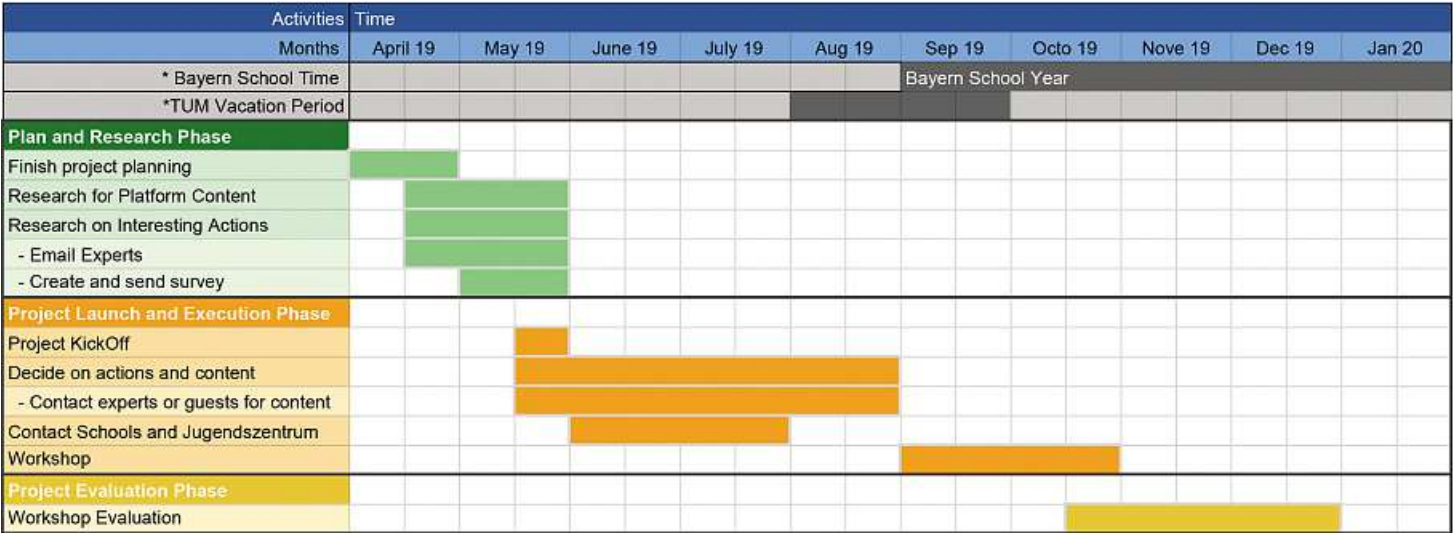 Activities Time
Months April 19 May 19 June 19 July 19 Aug 19 Sep 19 Octo 19 Nove 19 Dec 19 Jan 20
* Bayern School Time Bayern School Year
*TUM Vacation Period
Plan and Research Phase
Finish project planning
Research for Platform Content
Research on Interesting Actions
- Email Experts
- Create and send survey
Project Launch and Execution Phase
Project KickOff
Decide on actions and content
- Contact experts or guests for content
Contact Schools and Jugendszentrum
Workshop
Project Evaluation Phase
Workshop Evaluation